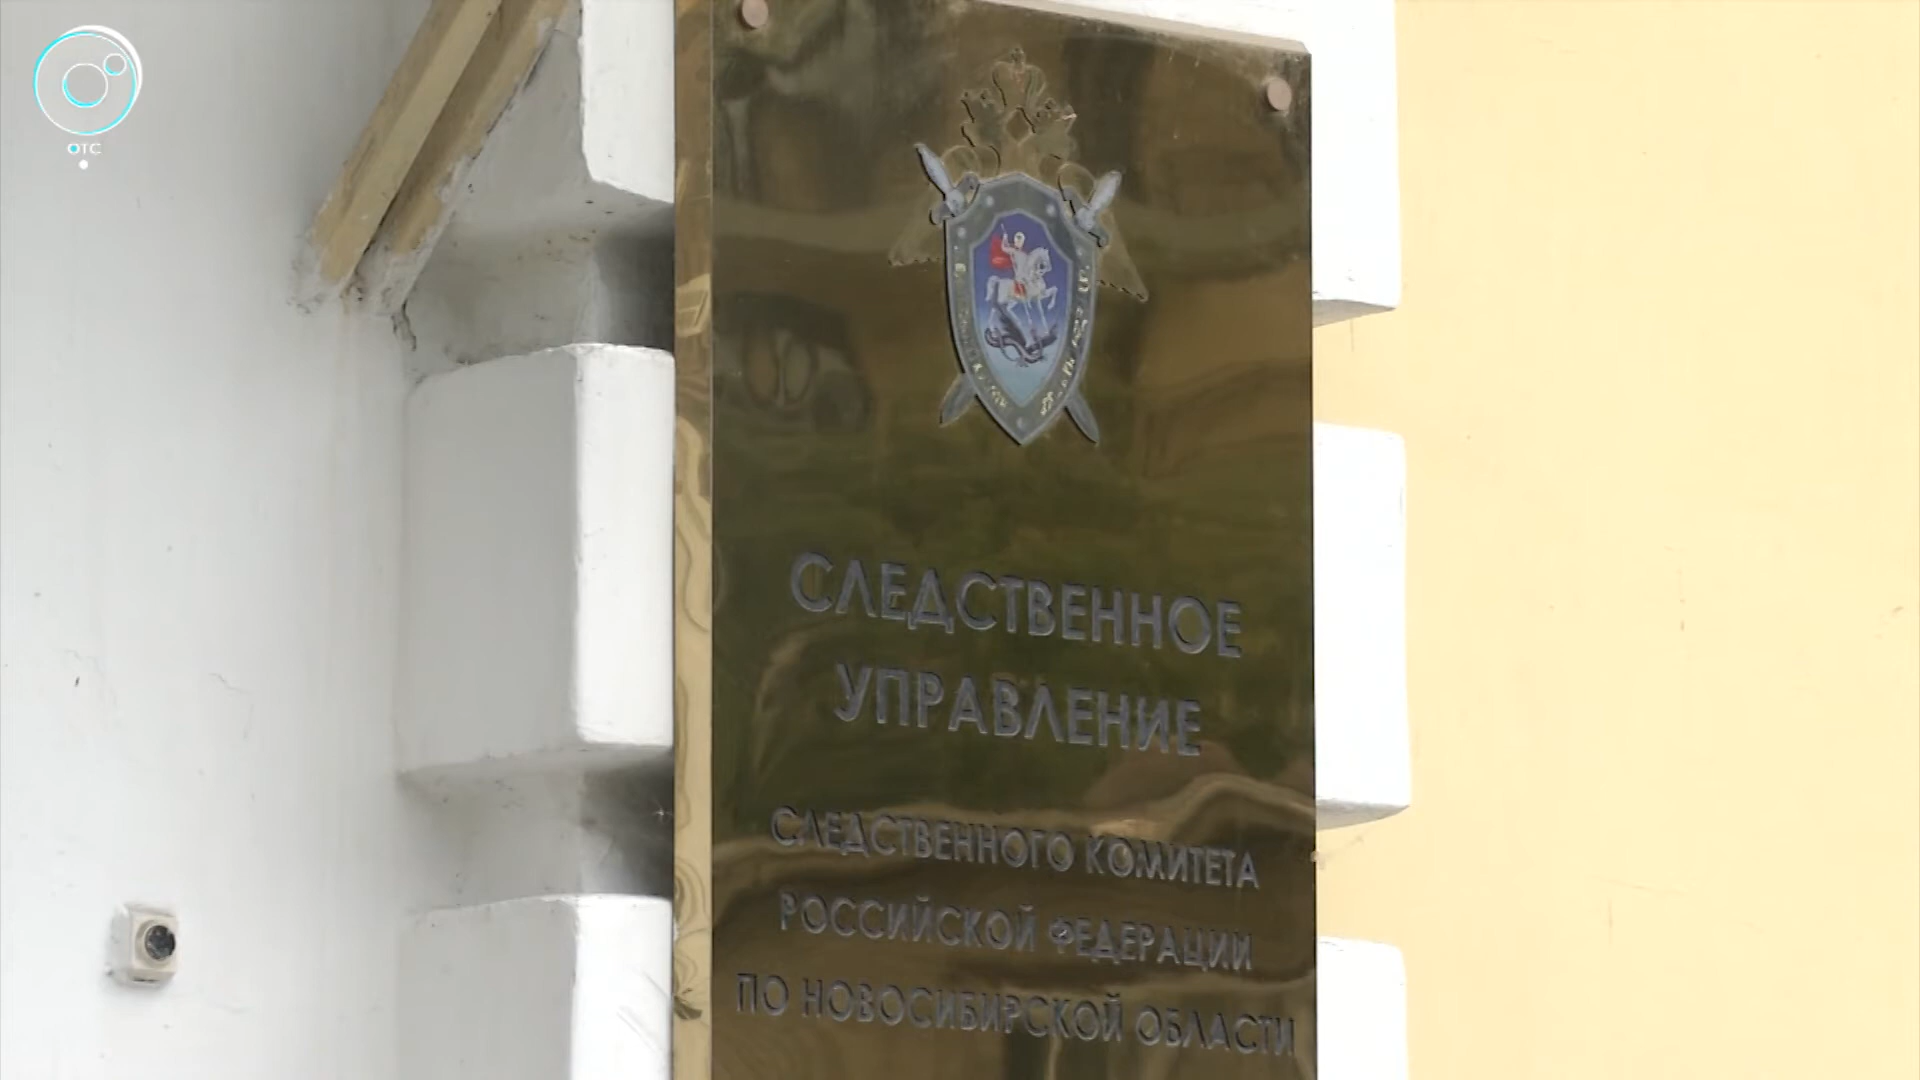 ОТС
СЛЕДСТВЕННОЕ
УПРАВЛЕНИЕ
СЛЕДСТВЕННОГО КОМИТЕТА
РОССИЙСКОЙ ФЕДЕРАЦИИ
ПО НОВОСИБИРСКОЙ ОБЛАСТИ